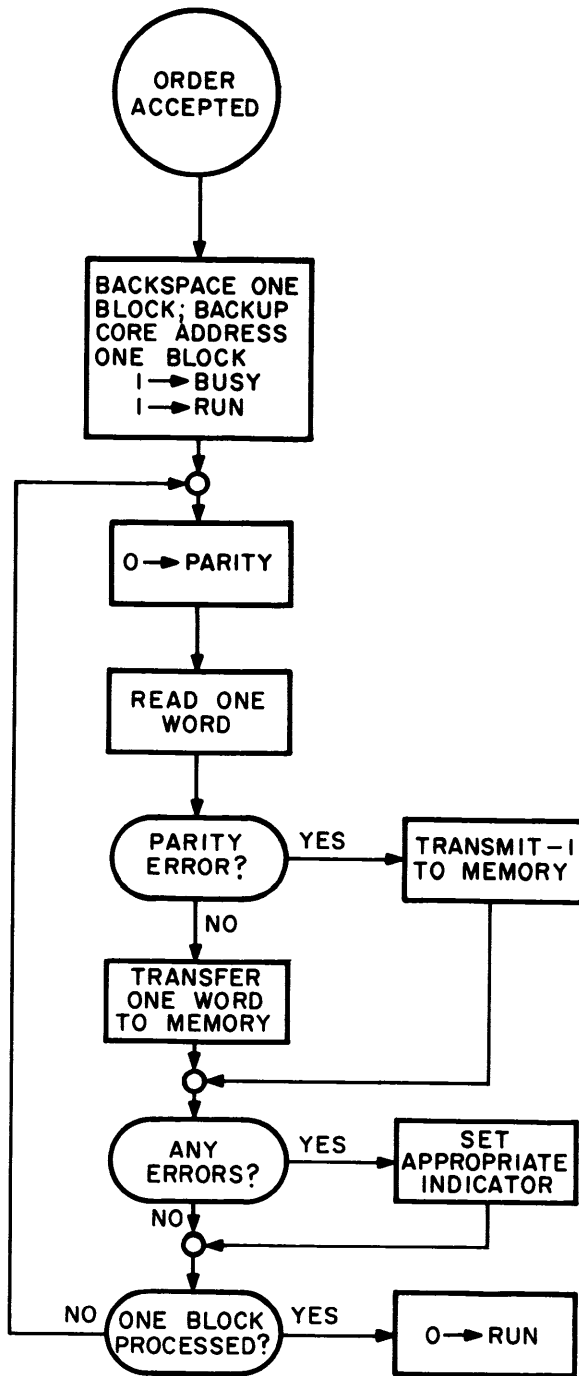 ORDER
ACCEPTED
BACKSPACE ONE
BLOCK; BACKUP
CORE ADDRESS
ONE BLOCK
1→BUSY
1→RUN
0→PARITY
READ ONE
WORD
PARITY
ERROR?
YES
TRANSMIT-1
TO MEMORY
NO
TRANSFER
ONE WORD
TO MEMORY
ANY
ERRORS?
YES
SET
APPROPRIATE
INDICATOR
NO
ONE BLOCK
PROCESSED?
NO
YES
0→RUN